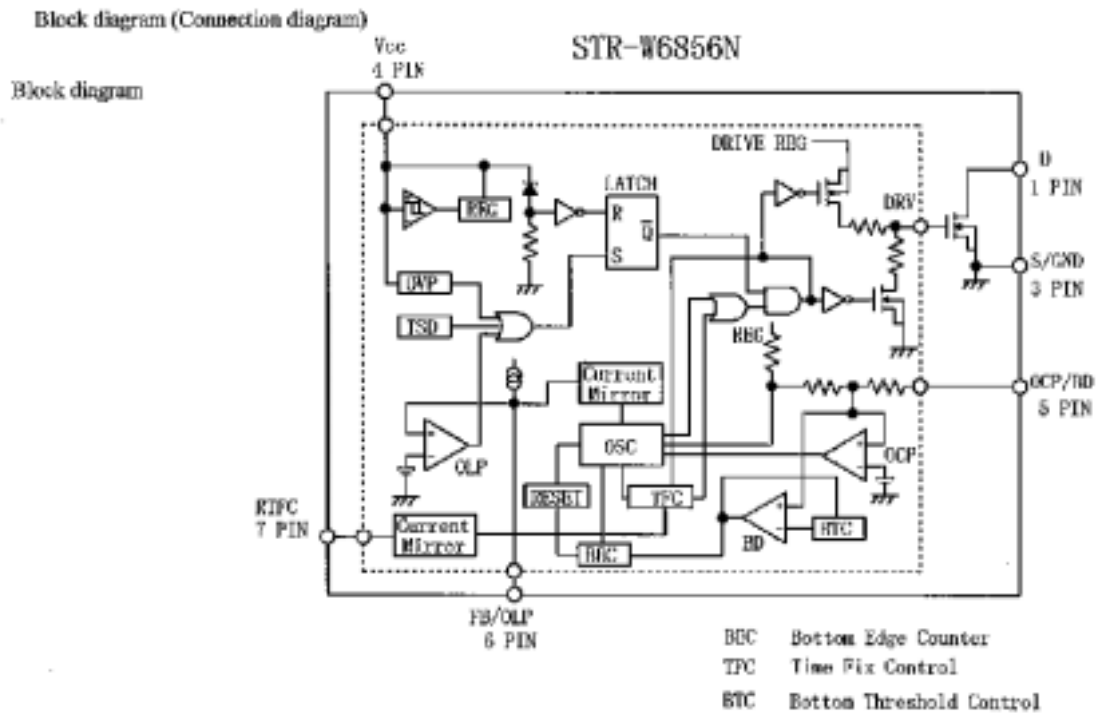 Block diagram (Connection diagram)
Vcc
4 PIN
STR-W6856N
Block diagram
DRIVE REG
D
1 PIN
LATCH
DRV
REG
R
Q
S
S/GND
3 PIN
OVP
TSD
REG
Current
Mirror
OCP/BD
5 PIN
OSC
OLP
OCP
RESET
TFC
RTFC
7 PIN
Current
Mirror
BD
BTC
BEC
FB/OLP
6 PIN
BEC Bottom Edge Counter
TFC Time Fix Control
BTC Bottom Threshold Control